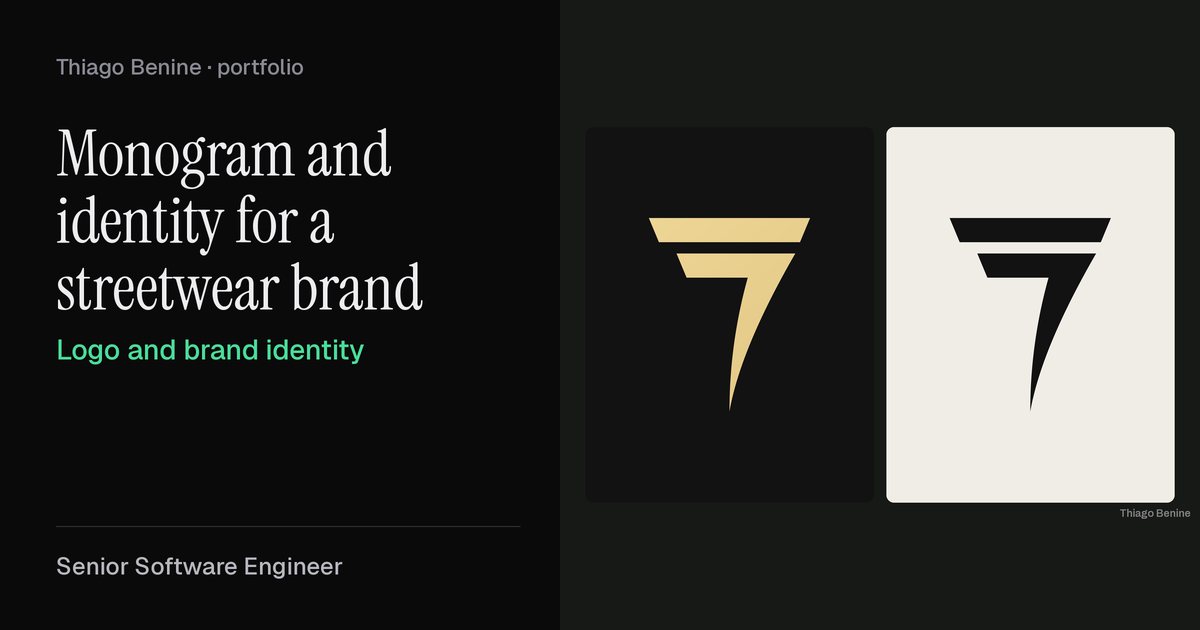 Thiago Benine · portfolio
Monogram and
identity for a
streetwear brand
Logo and brand identity
Senior Software Engineer
Thiago Benine